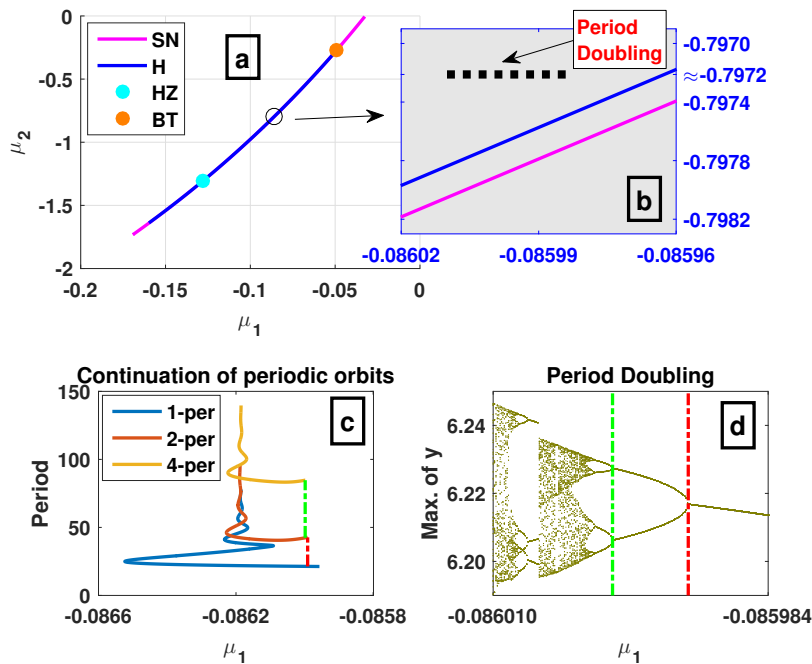 0
-0.5
-1
-1.5
-2
μ2
SN
H
HZ
BT
a
-0.2
-0.15
-0.1
-0.05
0
μ1
Period
Doubling
-0.7970
≈-0.7972
-0.7974
-0.7978
-0.7982
b
-0.08602
-0.08599
-0.08596
Continuation of periodic orbits
150
100
50
0
Period
1-per
2-per
4-per
c
-0.0866
-0.0862
-0.0858
μ1
Period Doubling
6.24
6.22
6.20
Max. of y
d
-0.086010
-0.085984
μ1